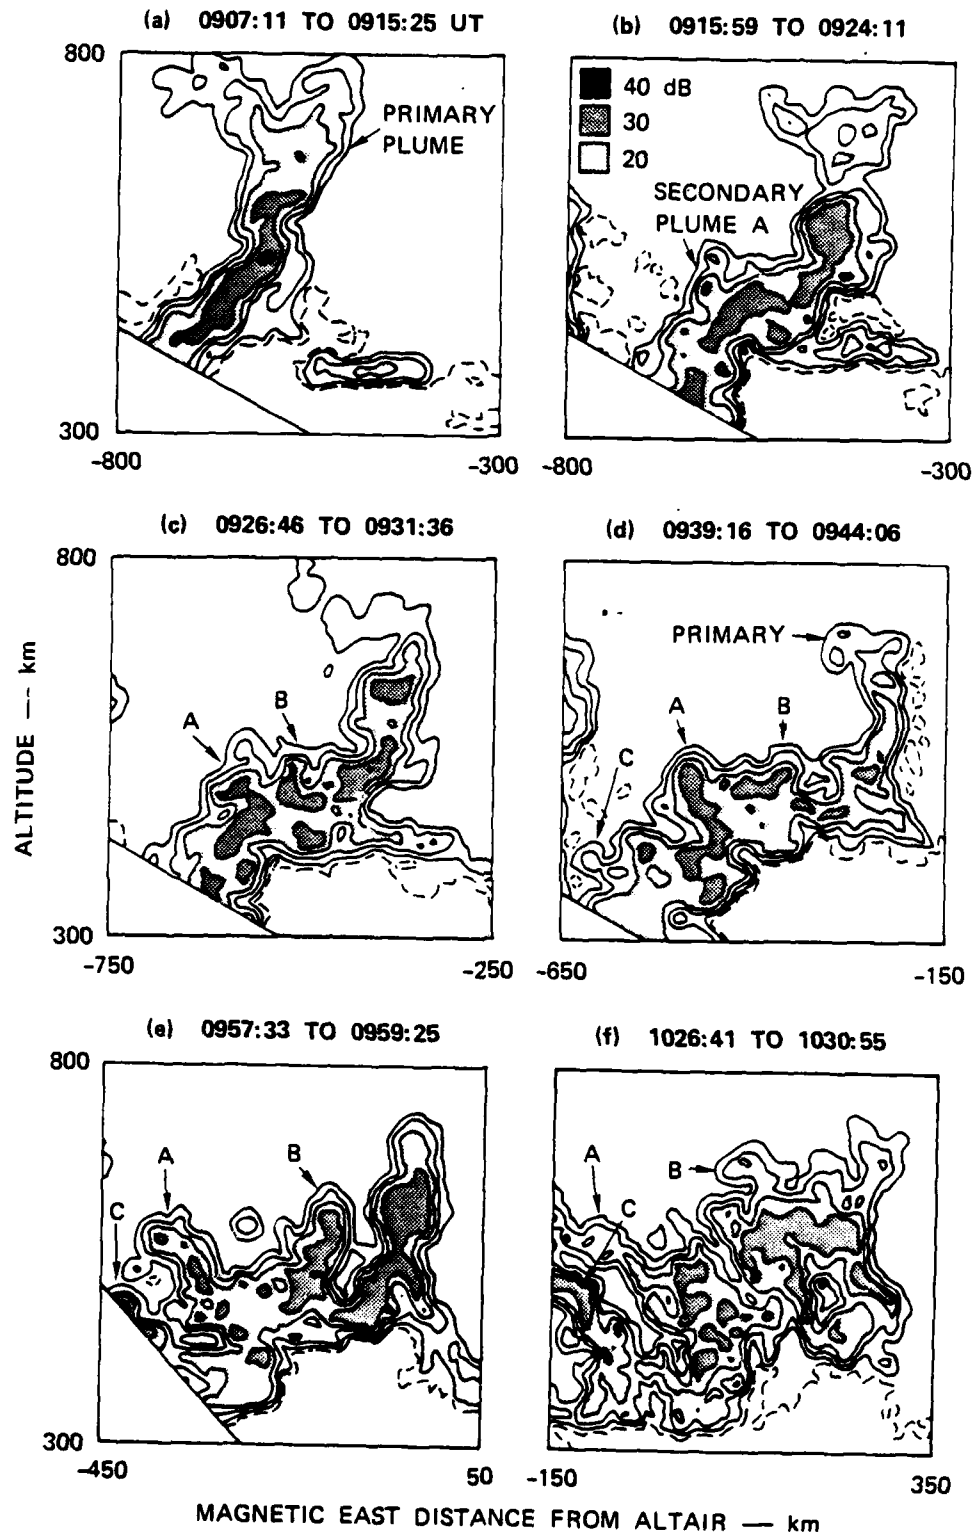 (a) 0907:11 TO 0915:25 UT
(b) 0915:59 TO 0924:11
800
PRIMARY
PLUME
40 dB
30
20
SECONDARY
PLUME A
300
-800
-300
-800
-300
(c) 0926:46 TO 0931:36
(d) 0939:16 TO 0944:06
800
A
B
PRIMARY
A
B
C
300
-750
-250
-650
-150
ALTITUDE — km
(e) 0957:33 TO 0959:25
(f) 1026:41 TO 1030:55
800
A
B
C
A
B
C
300
-450
50
-150
350
MAGNETIC EAST DISTANCE FROM ALTAIR — km